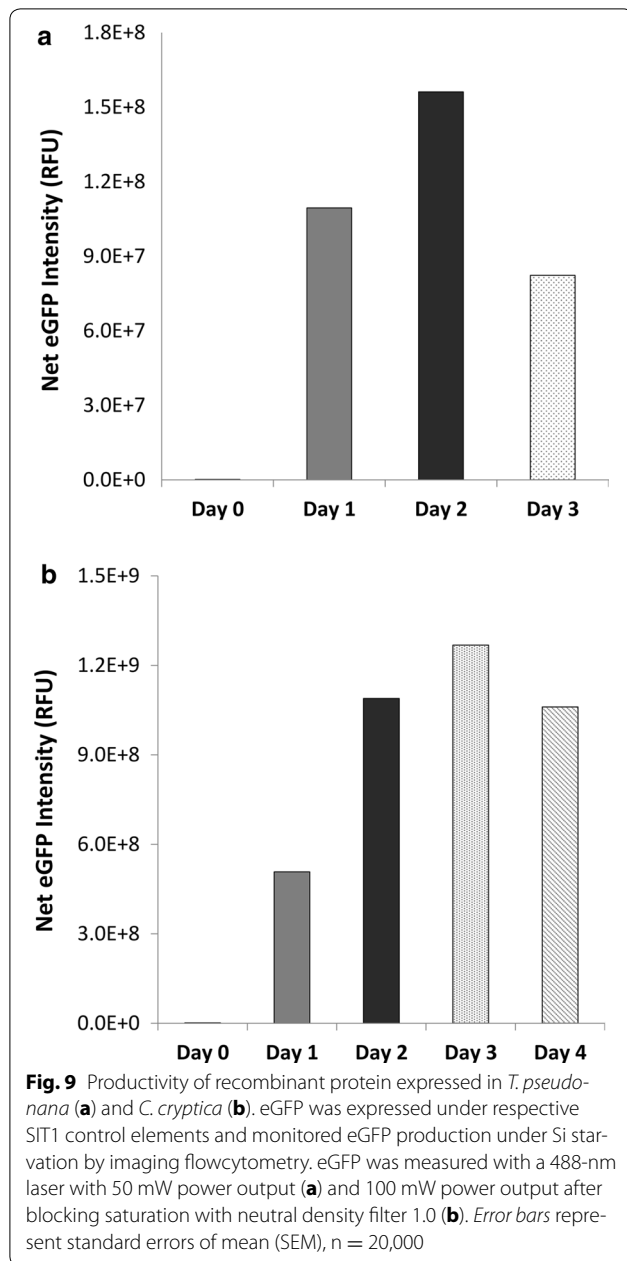 a
1.8E+8
1.5E+8
1.2E+8
9.0E+7
6.0E+7
3.0E+7
0.0E+0
Net eGFP Intensity (RFU)
Day 0 Day 1 Day 2 Day 3
b
1.5E+9
1.2E+9
9.0E+8
6.0E+8
3.0E+8
0.0E+0
Net eGFP Intensity (RFU)
Day 0 Day 1 Day 2 Day 3 Day 4
Fig. 9 Productivity of recombinant protein expressed in T. pseudo-
nana (a) and C. cryptica (b). eGFP was expressed under respective
SIT1 control elements and monitored eGFP production under Si star-
vation by imaging flowcytometry. eGFP was measured with a 488-nm
laser with 50 mW power output (a) and 100 mW power output after
blocking saturation with neutral density filter 1.0 (b). Error bars repre-
sent standard errors of mean (SEM), n = 20,000